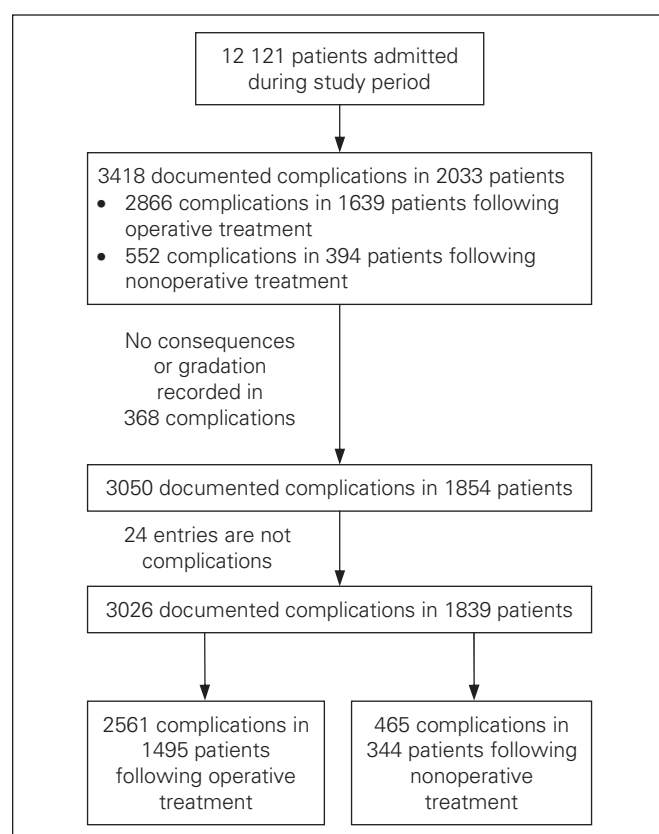 12 121 patients admitted
during study period
3418 documented complications in 2033 patients
• 2866 complications in 1639 patients following
operative treatment
• 552 complications in 394 patients following
nonoperative treatment
No consequences
or gradation
recorded in
368 complications
3050 documented complications in 1854 patients
24 entries are not
complications
3026 documented complications in 1839 patients
2561 complications in
1495 patients
following operative
treatment
465 complications in
344 patients following
nonoperative
treatment